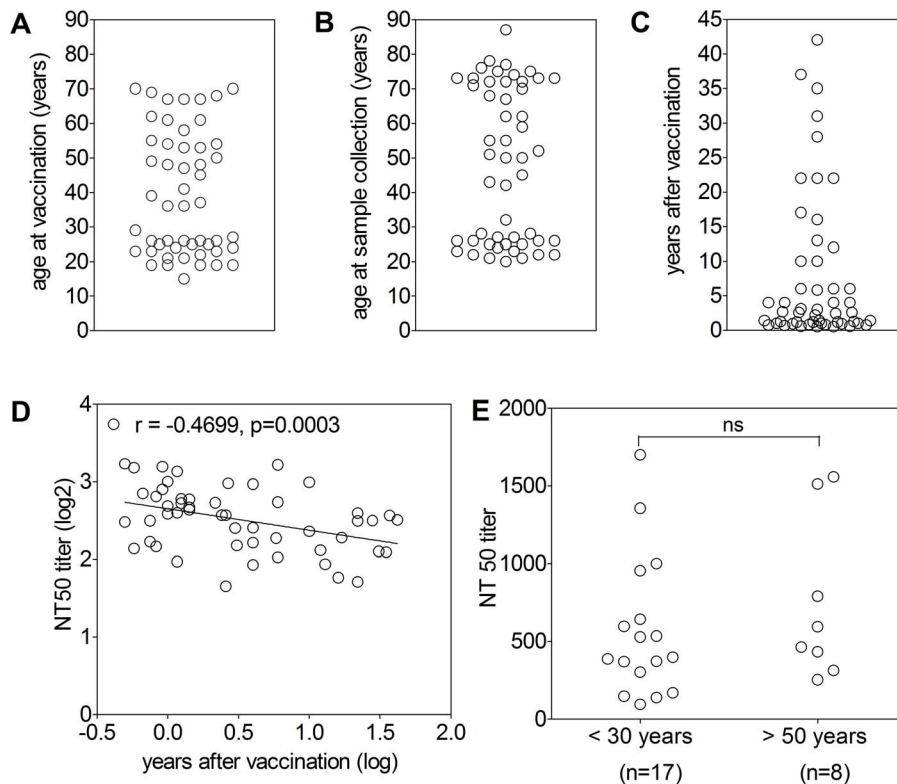 A
age at vaccination (years)
90
80
70
60
50
40
30
20
10
0
B
age at sample collection (years)
90
80
70
60
50
40
30
20
10
0
C
years after vaccination
45
40
35
30
25
20
15
10
5
0
D
NT50 titer (log2)
4
3
2
1
0
r = -0.4699, p=0.0003
-0.5 0.0 0.5 1.0 1.5 2.0
years after vaccination (log)
E
NT 50 titer
2000
1500
1000
500
0
ns
< 30 years > 50 years
(n=17) (n=8)